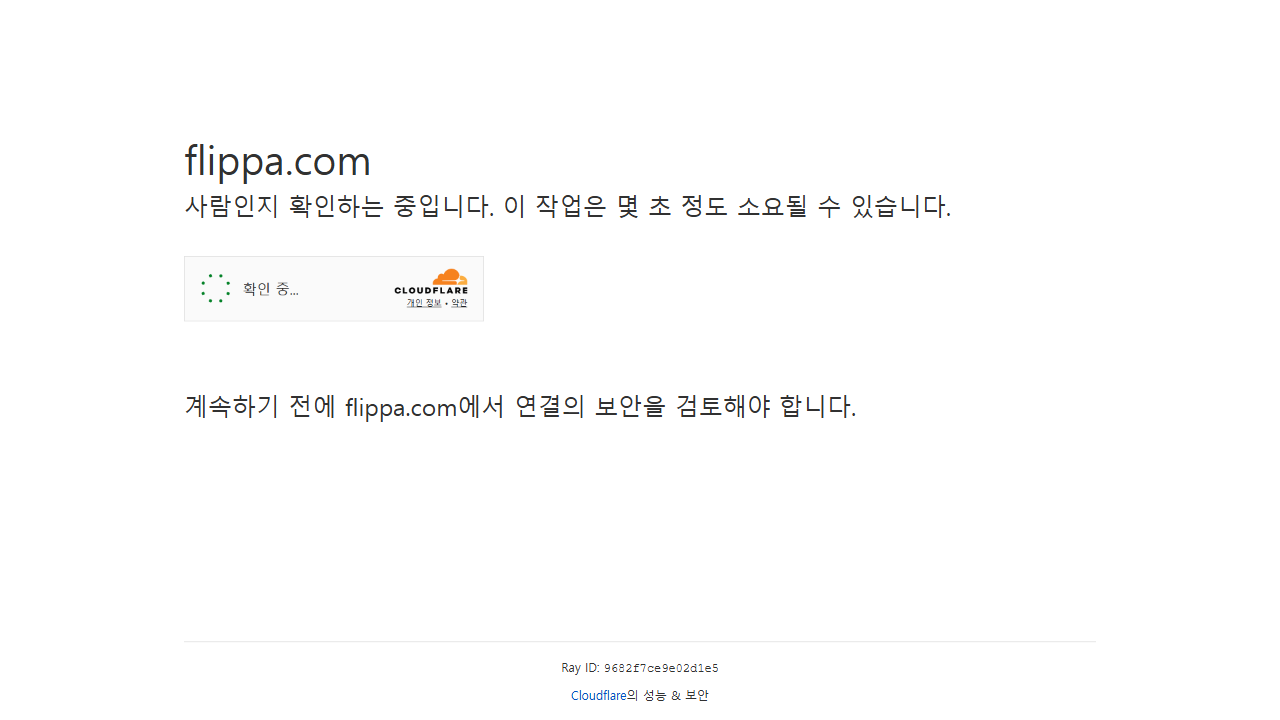 flippa.com
사람인지 확인하는 중입니다. 이 작업은 몇 초 정도 소요될 수 있습니다.
확인 중...
CLOUDFLARE
개인 정보 • 약관
계속하기 전에 flippa.com에서 연결의 보안을 검토해야 합니다.
Ray ID: 9682f7ce9e02d1e5
Cloudflare의 성능 & 보안